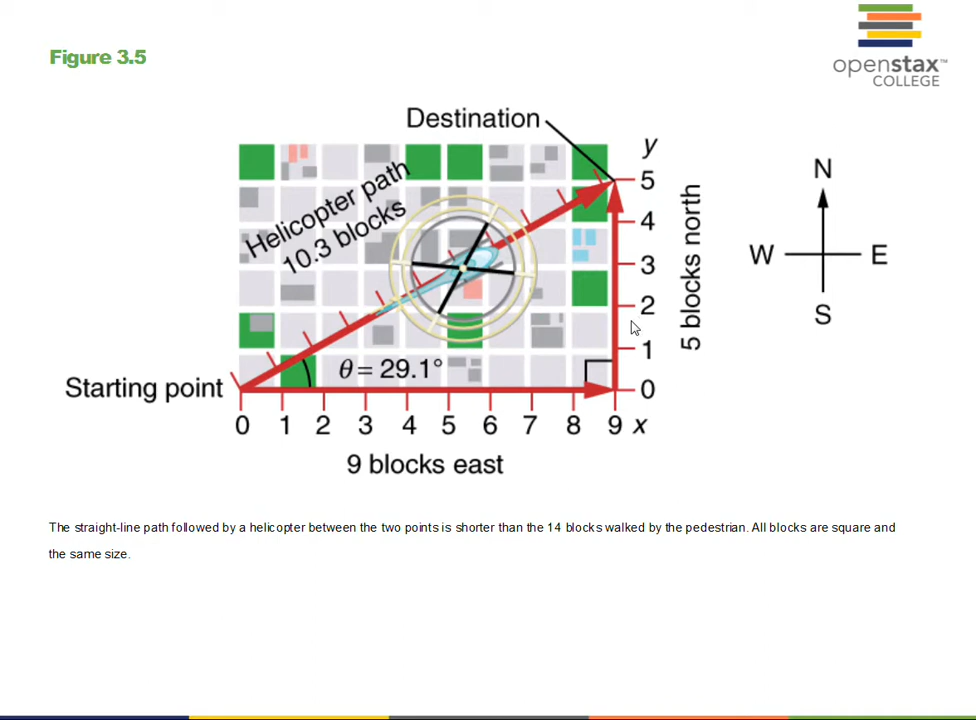 Figure 3.5
openstax™
COLLEGE
Destination
y
Helicopter path
10.3 blocks
5
4
3
2
1
0
5 blocks north
N
W
E
S
θ = 29.1°
Starting point
0 1 2 3 4 5 6 7 8 9 x
9 blocks east
The straight-line path followed by a helicopter between the two points is shorter than the 14 blocks walked by the pedestrian. All blocks are square and
the same size.